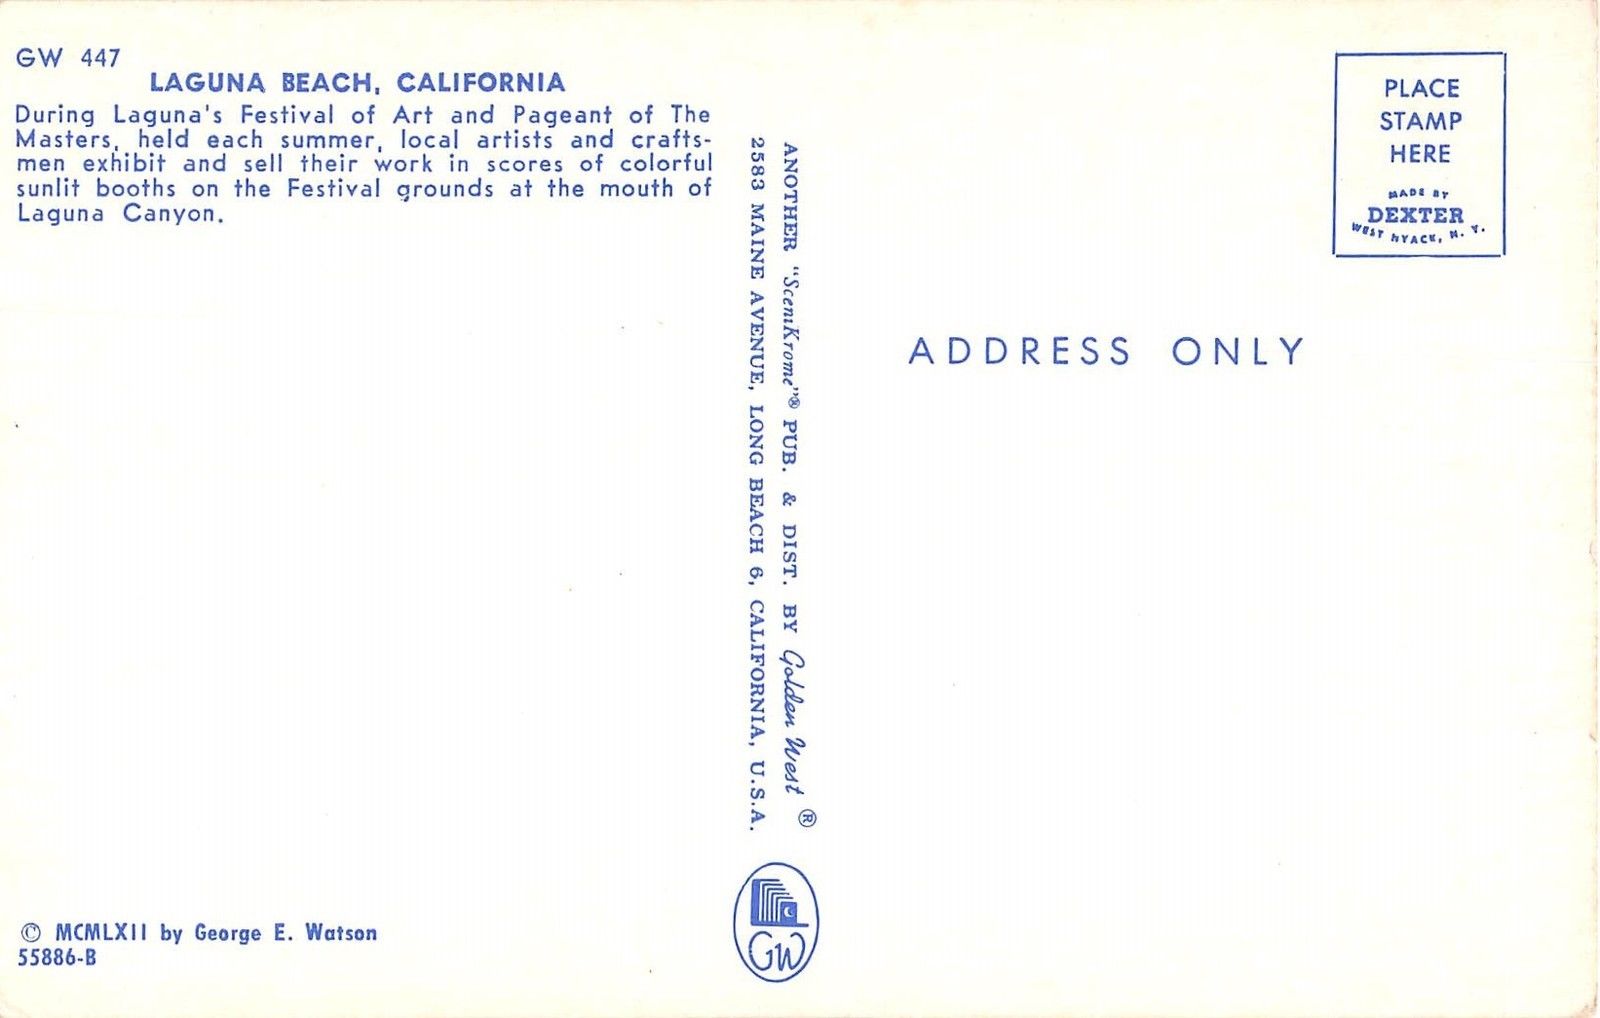 GW 447
LAGUNA BEACH, CALIFORNIA
During Laguna's Festival of Art and Pageant of The
Masters, held each summer, local artists and crafts-
men exhibit and sell their work in scores of colorful
sunlit booths on the Festival grounds at the mouth of
Laguna Canyon.
© MCMLXII by George E. Watson
55886-B
ANOTHER "SceniKrome"® PUB. & DIST. BY Golden West ®
2583 MAINE AVENUE, LONG BEACH 6, CALIFORNIA, U.S.A.
GW
PLACE
STAMP
HERE
MADE BY
DEXTER
WEST NYACK, N. Y.
ADDRESS ONLY